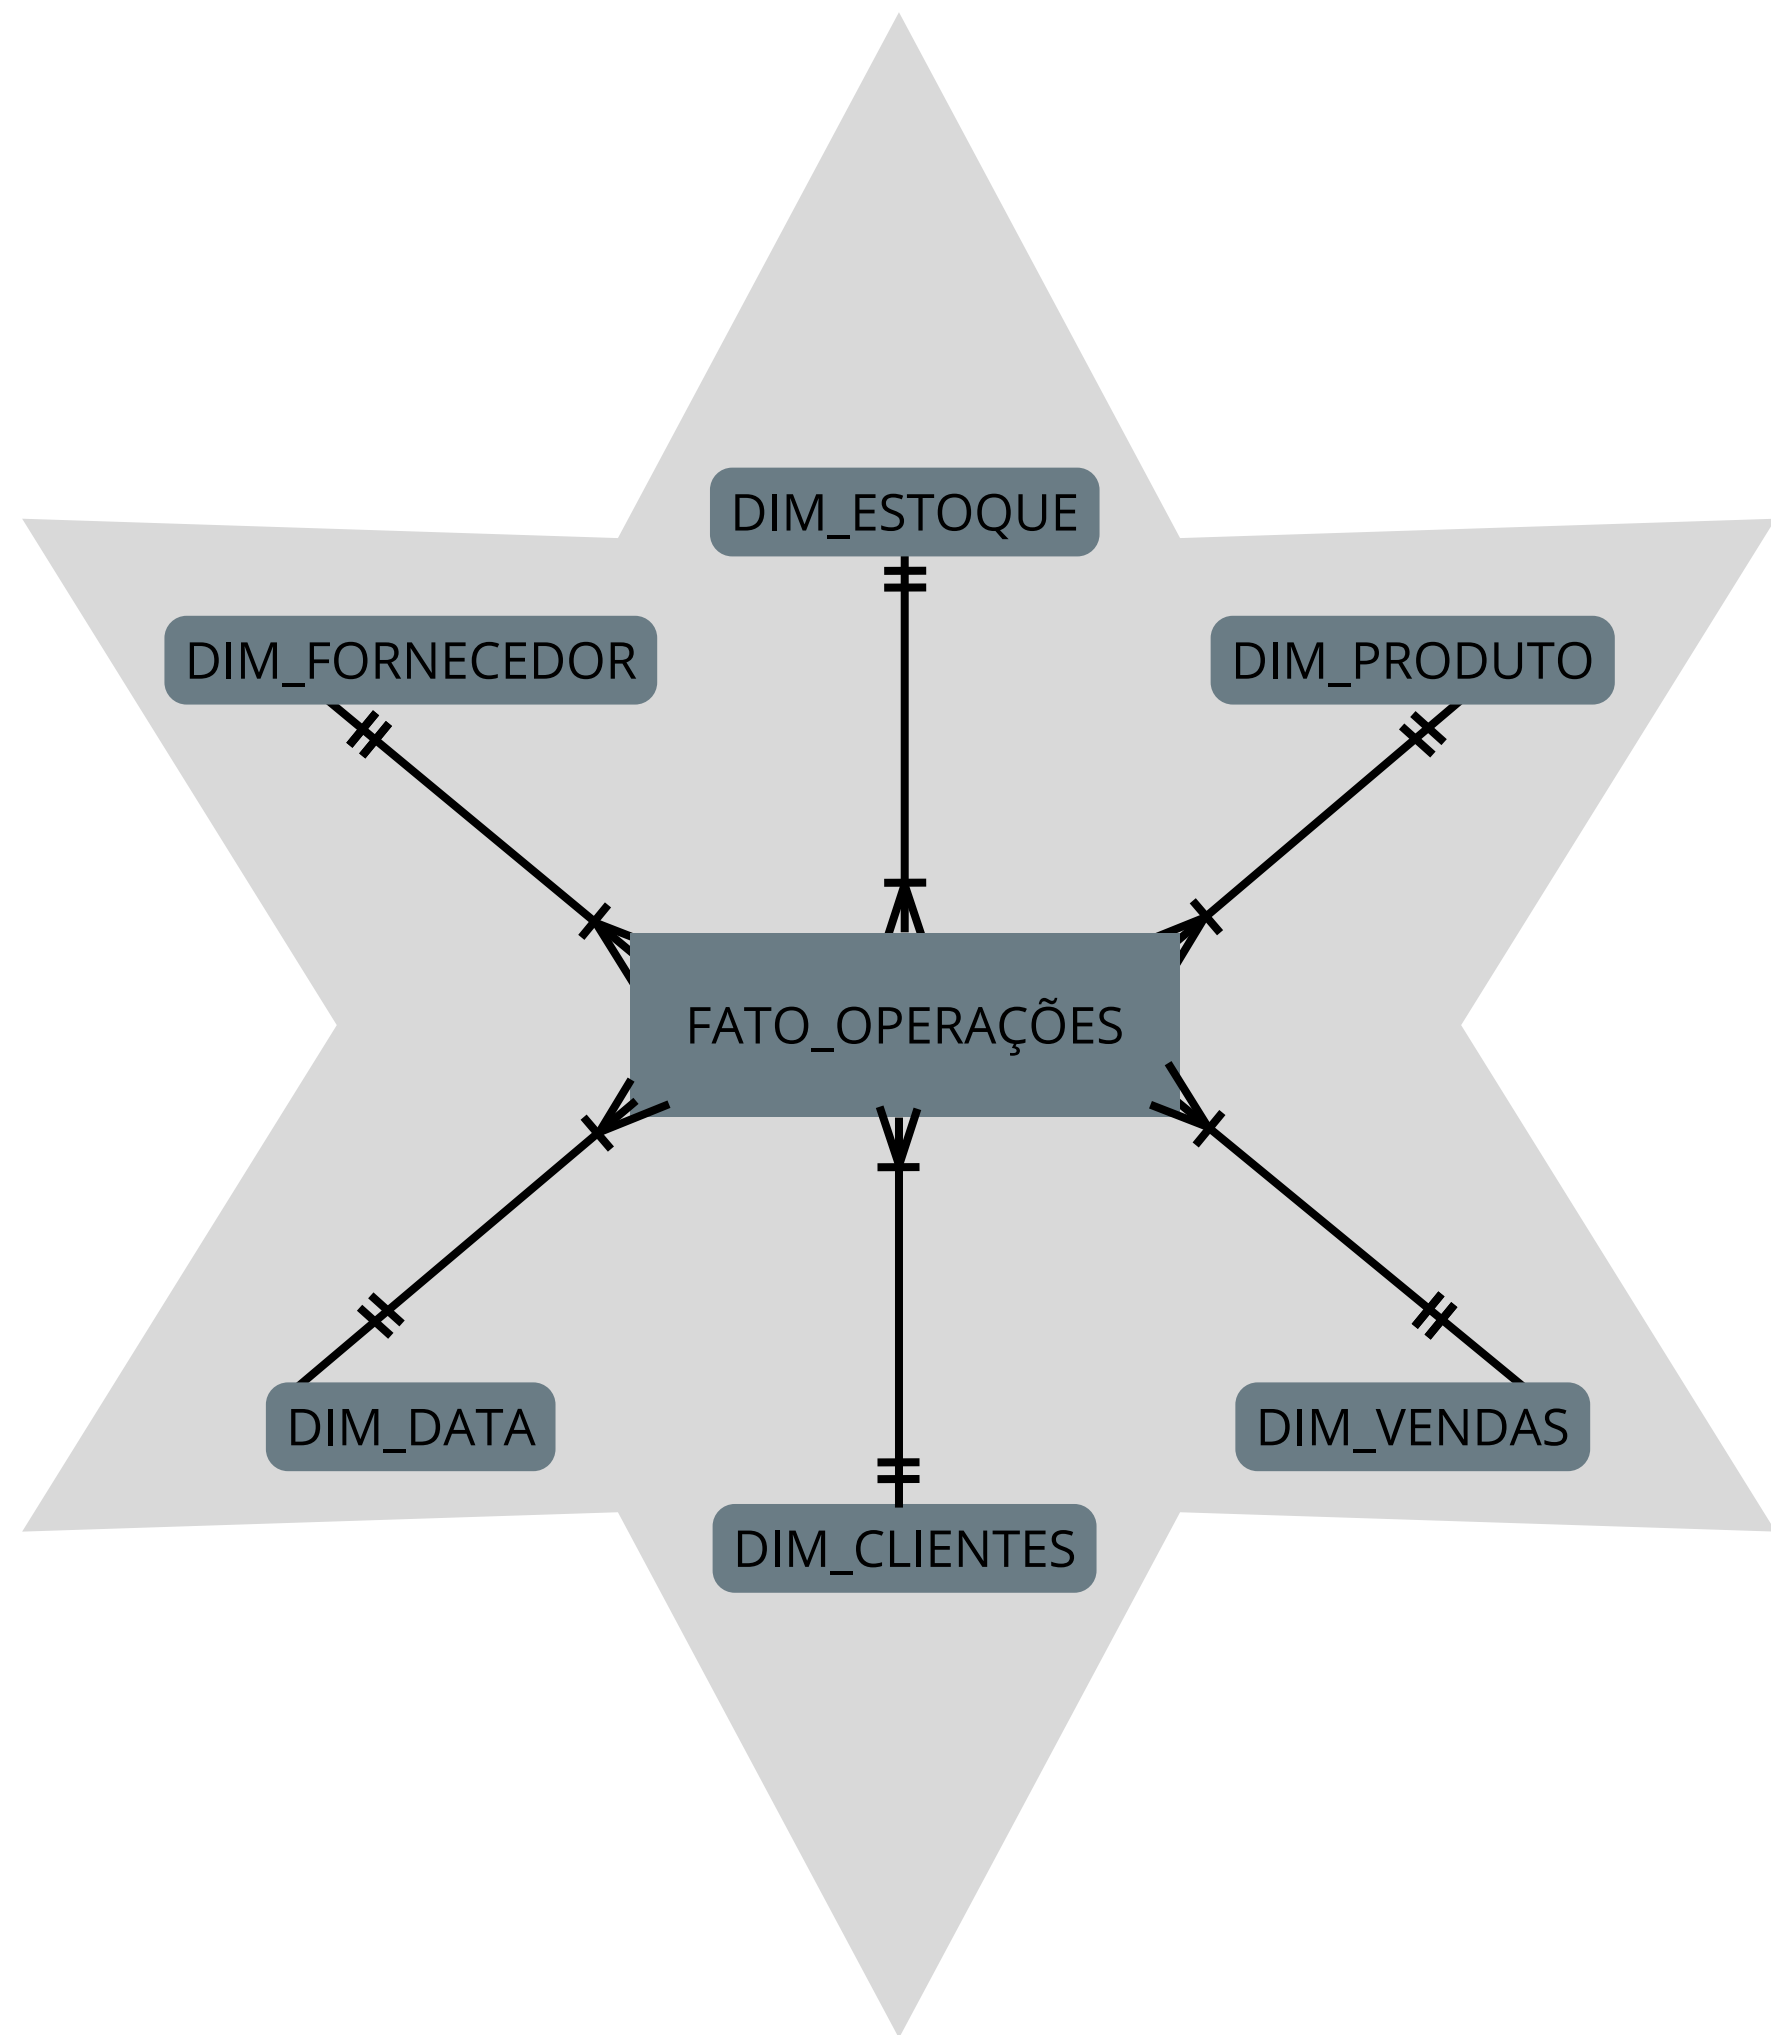 DIM_ESTOQUE
DIM_FORNECEDOR
DIM_PRODUTO
FATO_OPERAÇÕES
DIM_DATA
DIM_VENDAS
DIM_CLIENTES